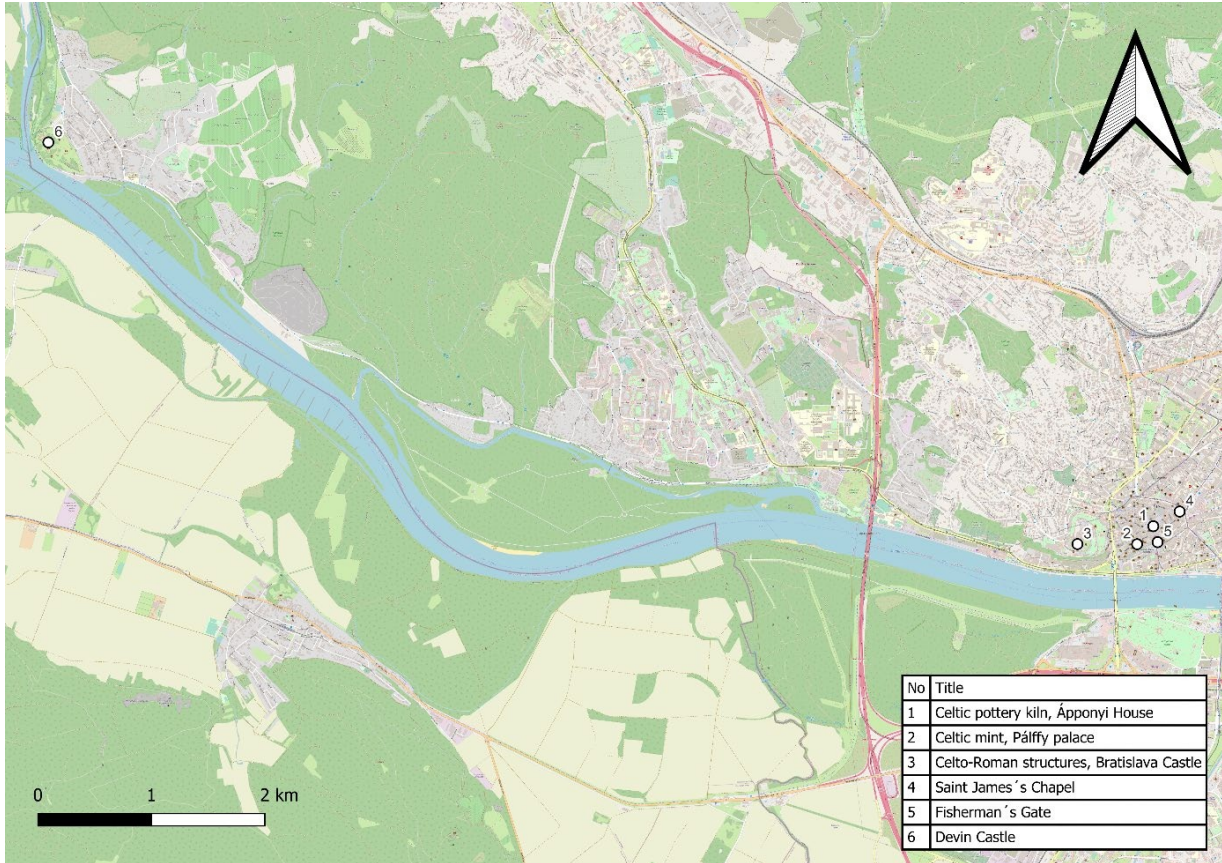 6
4
1
3
2
5
No Title
1 Celtic pottery kiln, Ápponyi House
2 Celtic mint, Pálffy palace
3 Celto-Roman structures, Bratislava Castle
4 Saint James´s Chapel
5 Fisherman´s Gate
6 Devin Castle
0 1 2 km